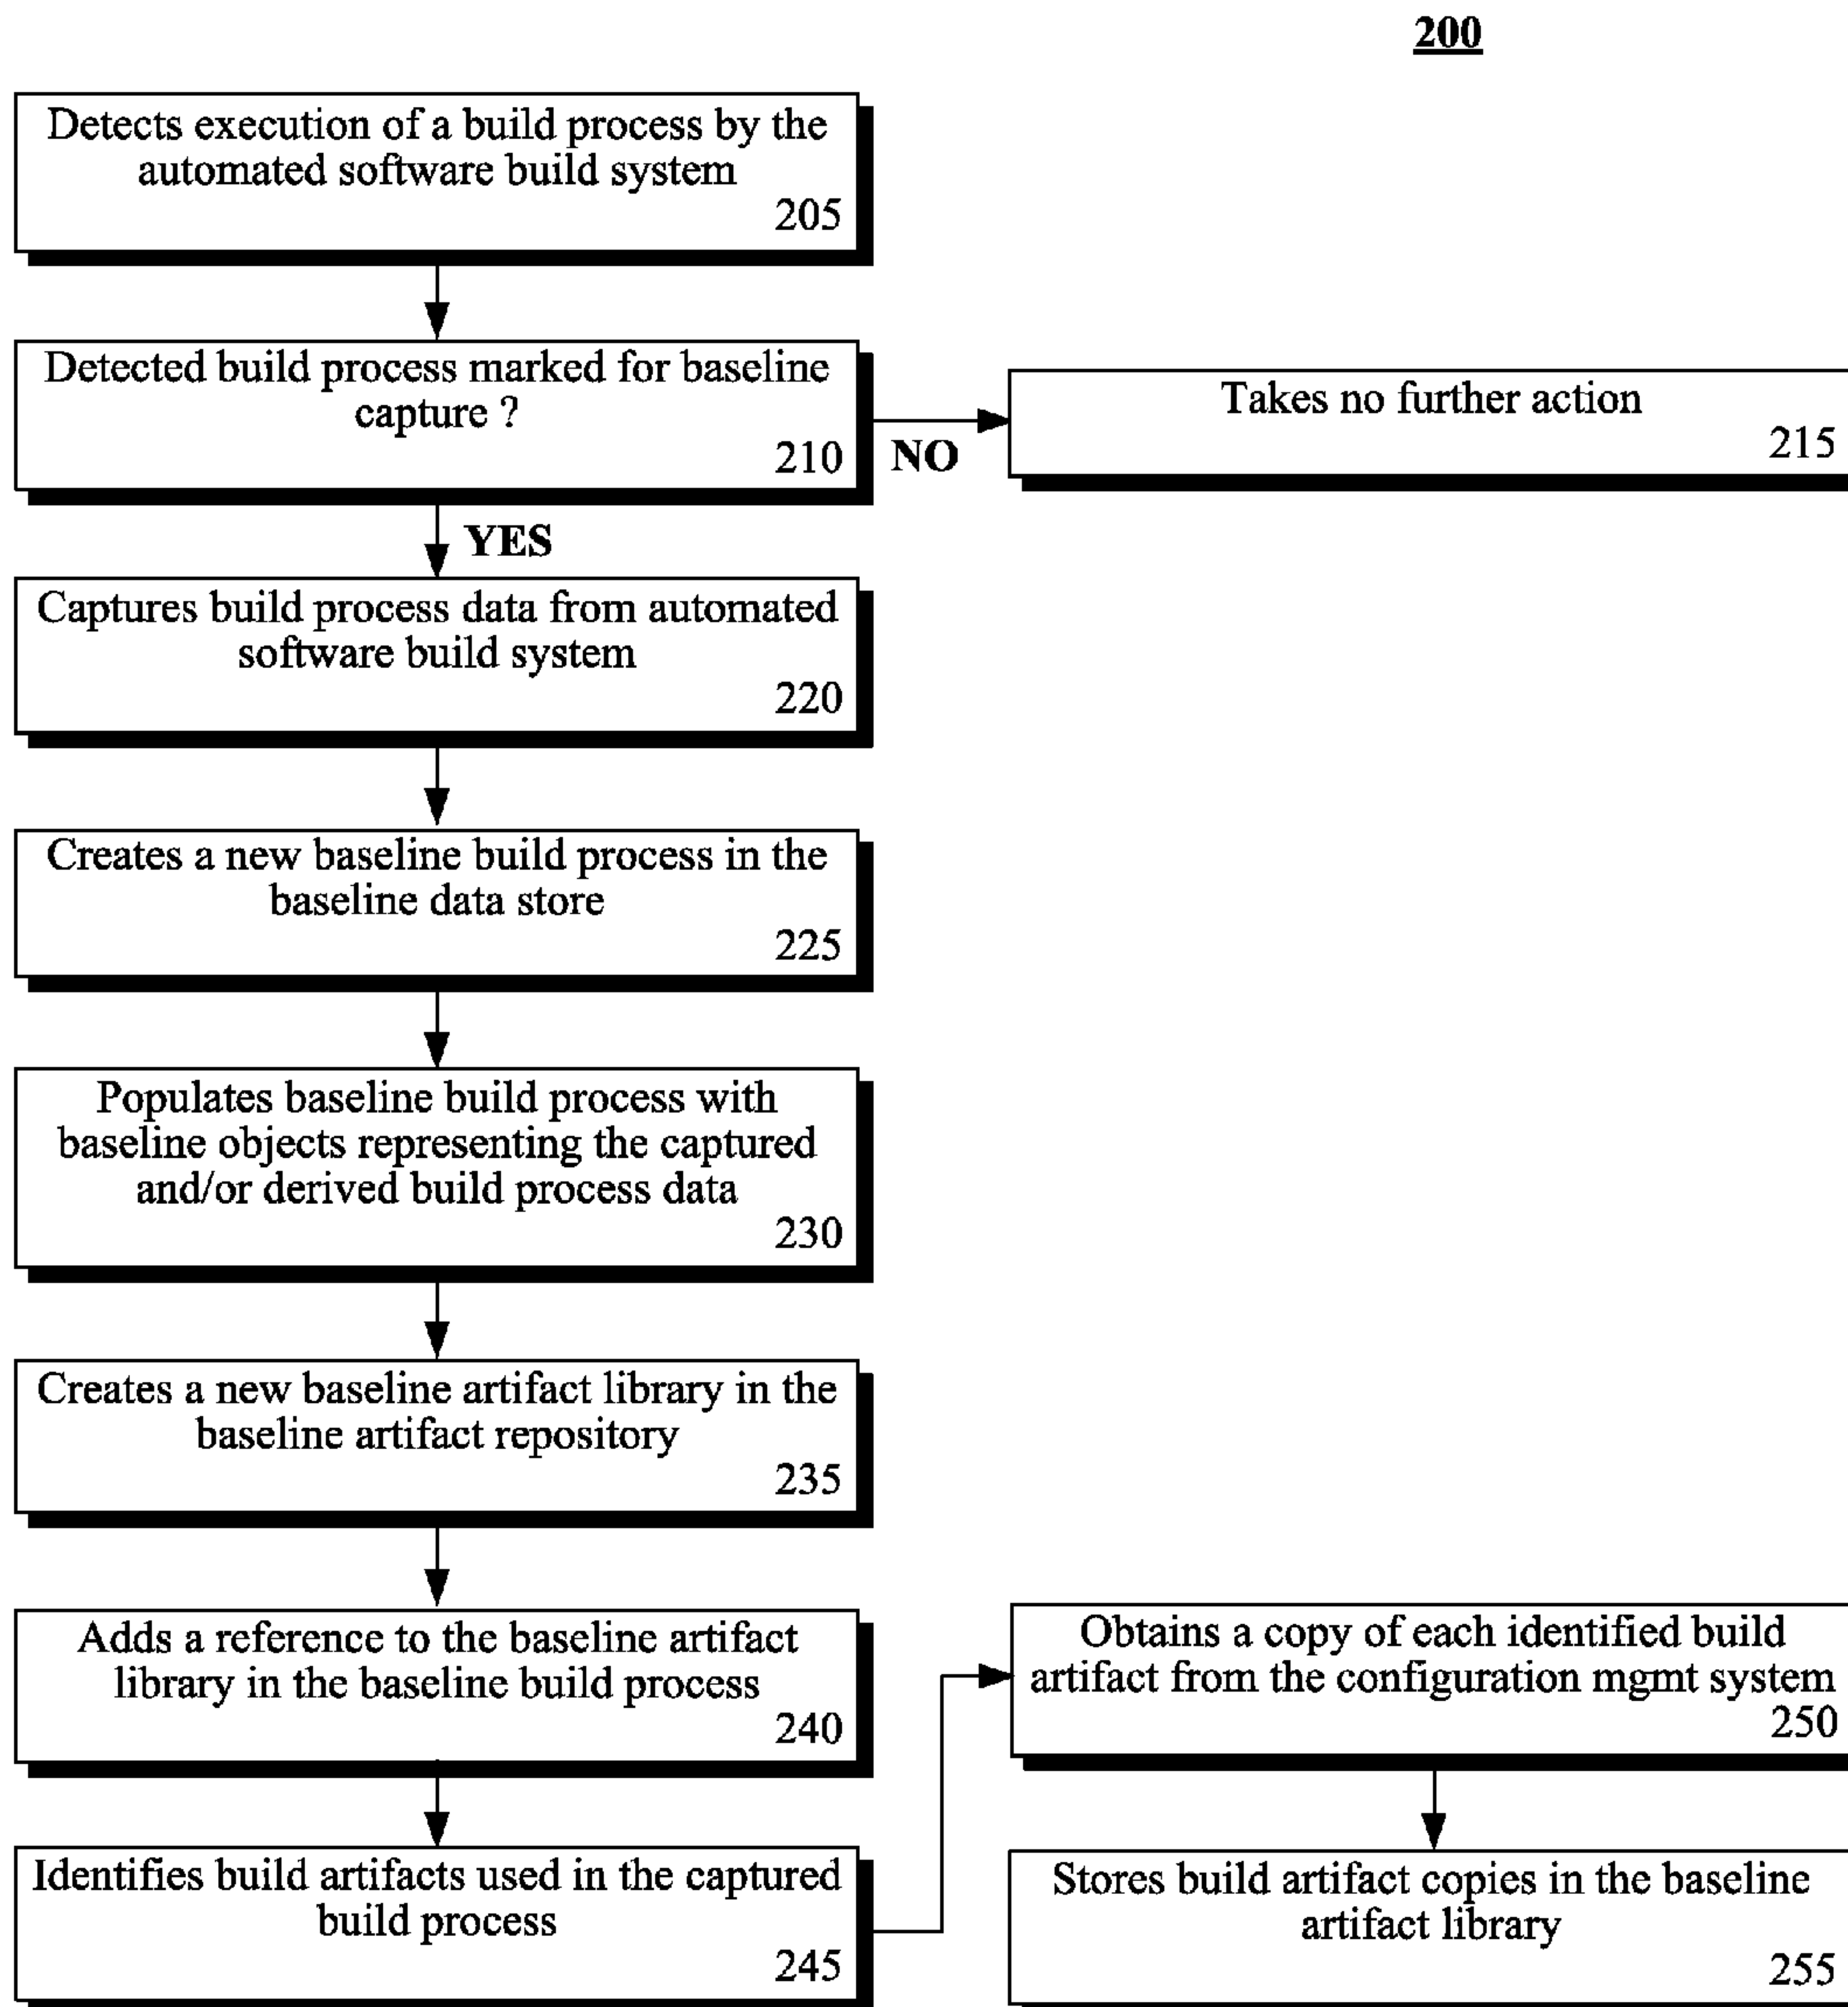 200
Detects execution of a build process by the
automated software build system
205
Detected build process marked for baseline
capture ?
210
NO
Takes no further action
215
YES
Captures build process data from automated
software build system
220
Creates a new baseline build process in the
baseline data store
225
Populates baseline build process with
baseline objects representing the captured
and/or derived build process data
230
Creates a new baseline artifact library in the
baseline artifact repository
235
Adds a reference to the baseline artifact
library in the baseline build process
240
Identifies build artifacts used in the captured
build process
245
Obtains a copy of each identified build
artifact from the configuration mgmt system
250
Stores build artifact copies in the baseline
artifact library
255